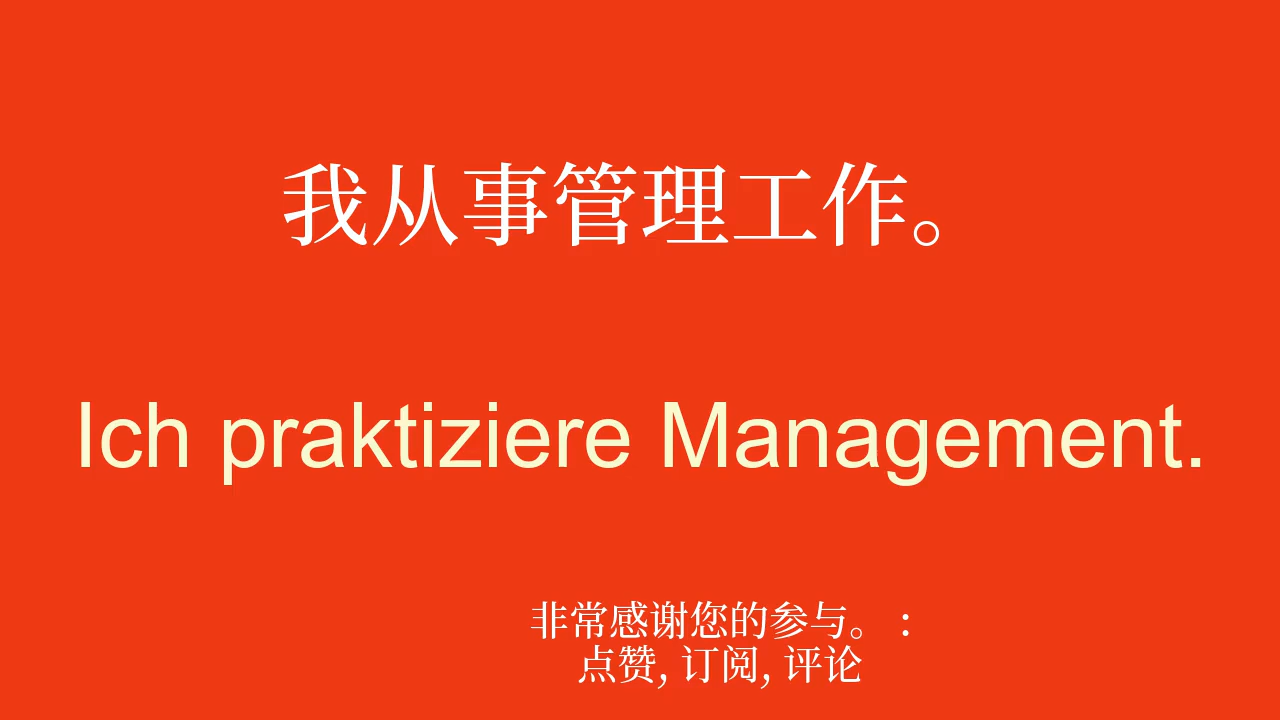 我从事管理工作。
Ich praktiziere Management.
非常感谢您的参与。 :
点赞, 订阅, 评论